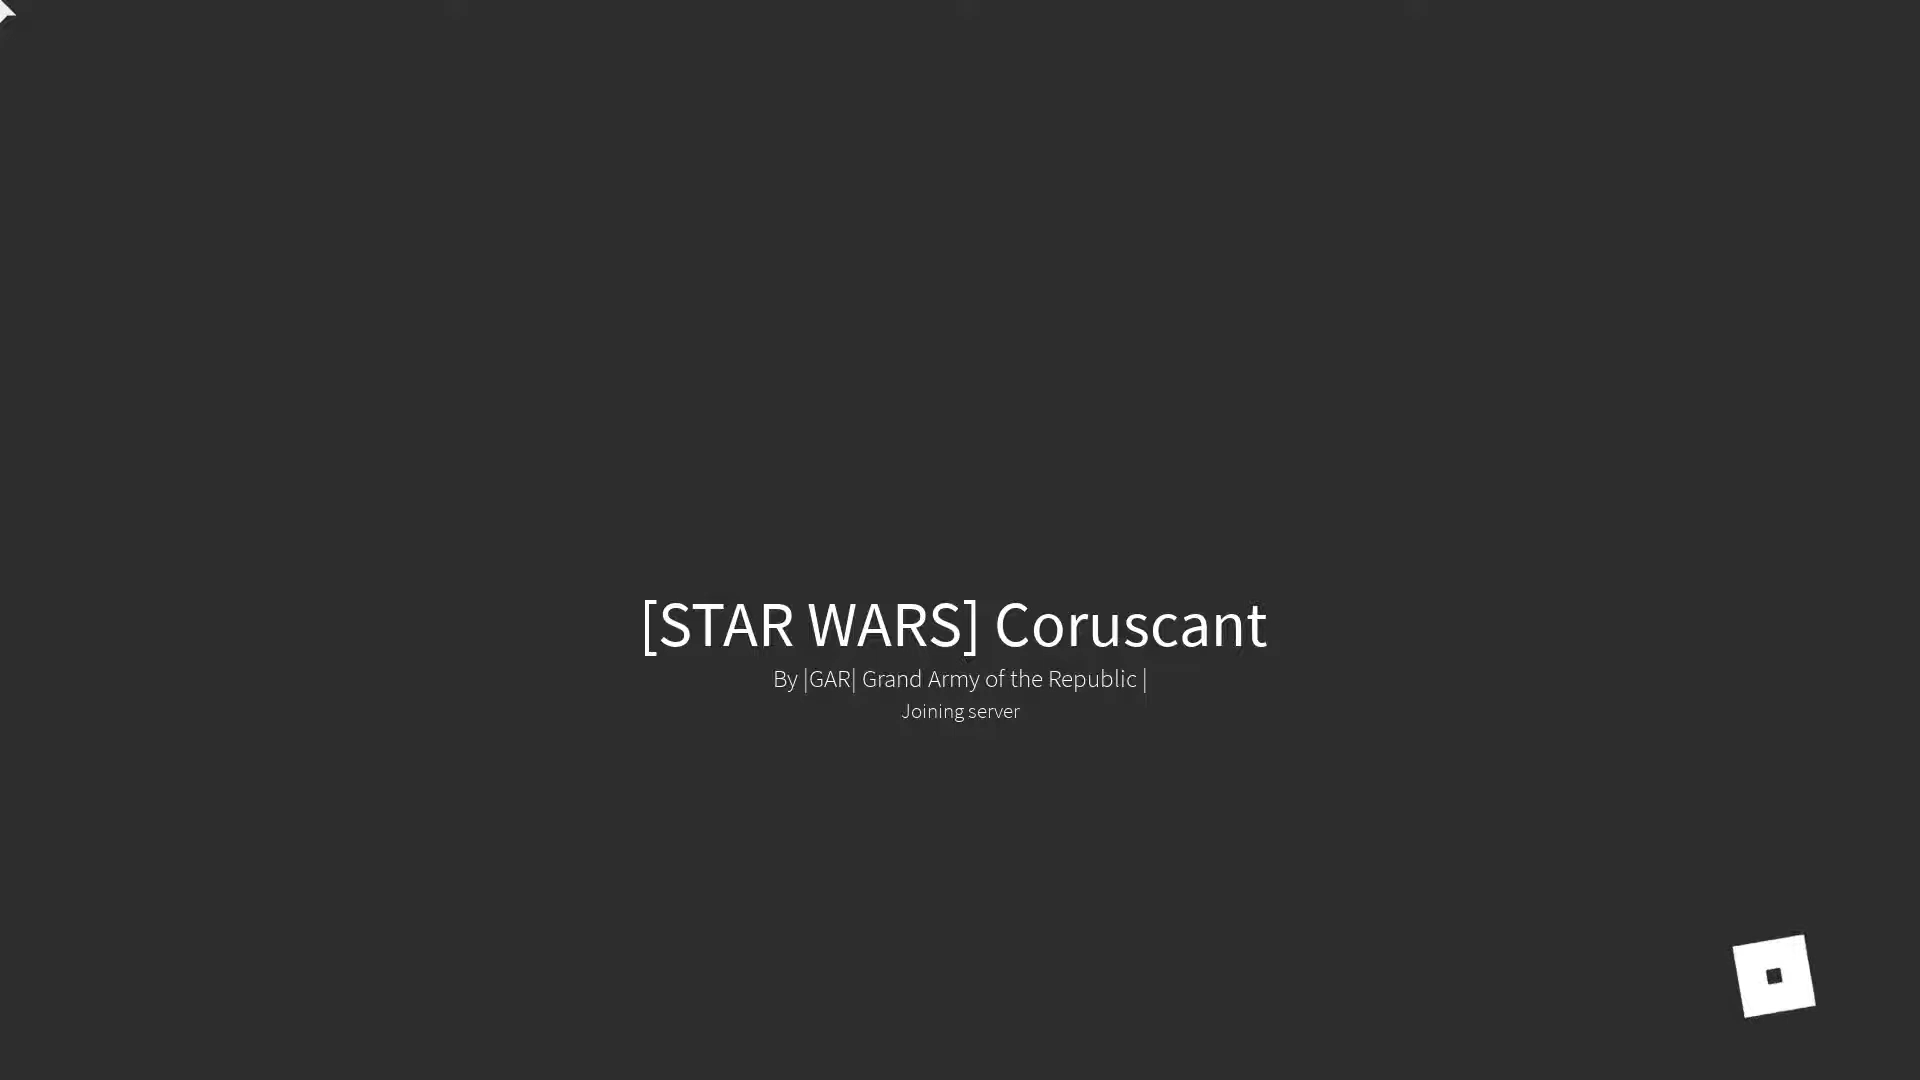 [STAR WARS] Coruscant
By |GAR| Grand Army of the Republic |
Joining server